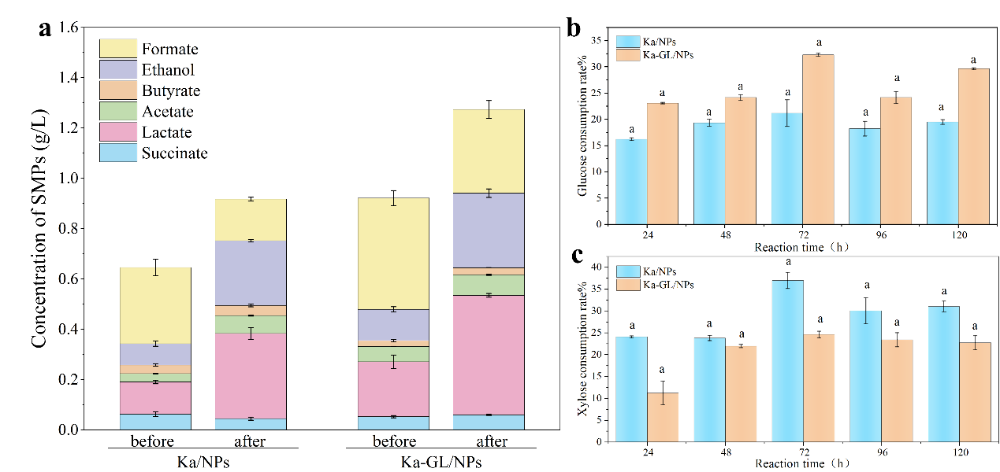 a
Concentration of SMPs (g/L)
1.6
1.4
1.2
1.0
0.8
0.6
0.4
0.2
0.0
Formate
Ethanol
Butyrate
Acetate
Lactate
Succinate
before after before after
Ka/NPs Ka-GL/NPs
b
Glucose consumption rate%
35
30
25
20
15
10
5
0
Ka/NPs
Ka-GL/NPs
a a a a a a a a a a
24 48 72 96 120
Reaction time（h）
c
Xylose consumption rate%
40
35
30
25
20
15
10
5
0
Ka/NPs
Ka-GL/NPs
a a a a a a a a a a
24 48 72 96 120
Reaction time（h）